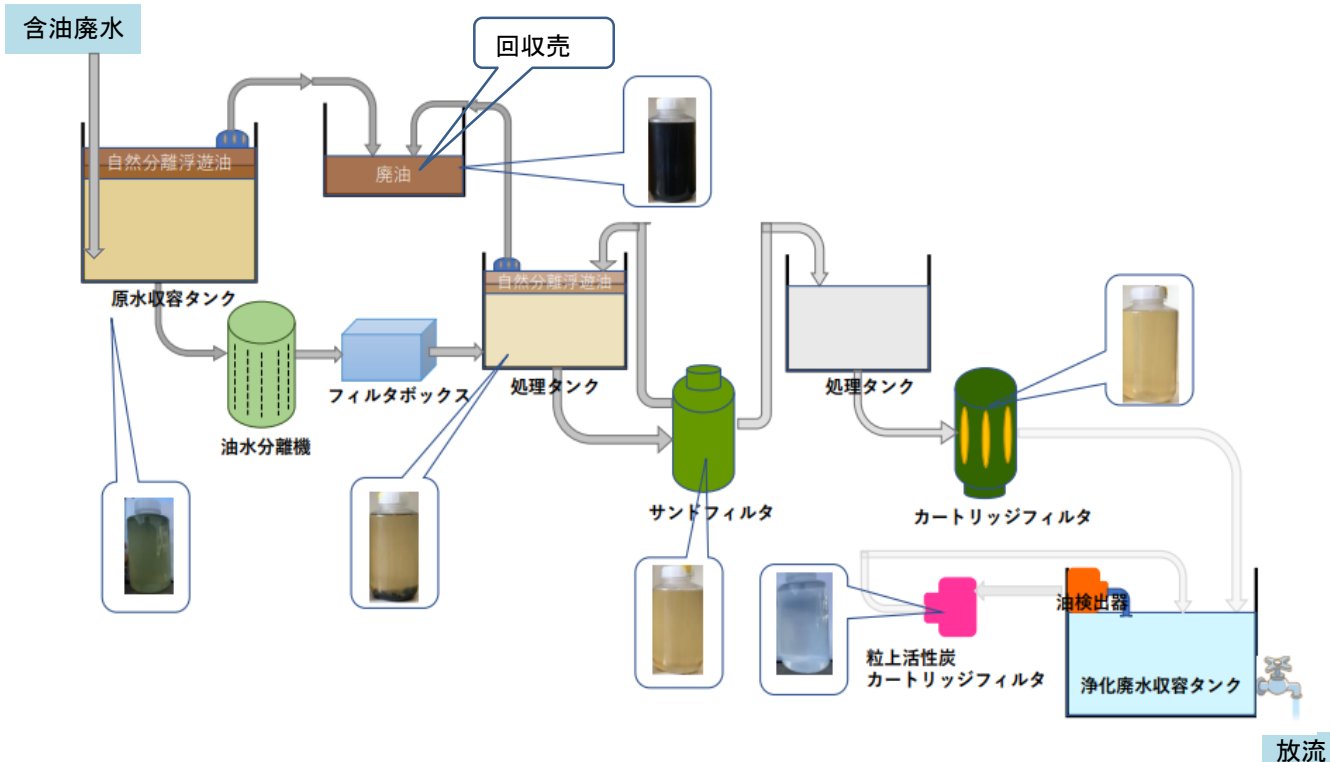 含油廃水
回収売
自然分離浮遊油
廃油
自然分離浮遊油
原水収容タンク
油水分離機
フィルタボックス
処理タンク
処理タンク
サンドフィルタ
カートリッジフィルタ
油検出器
粒上活性炭
カートリッジフィルタ
浄化廃水収容タンク
放流